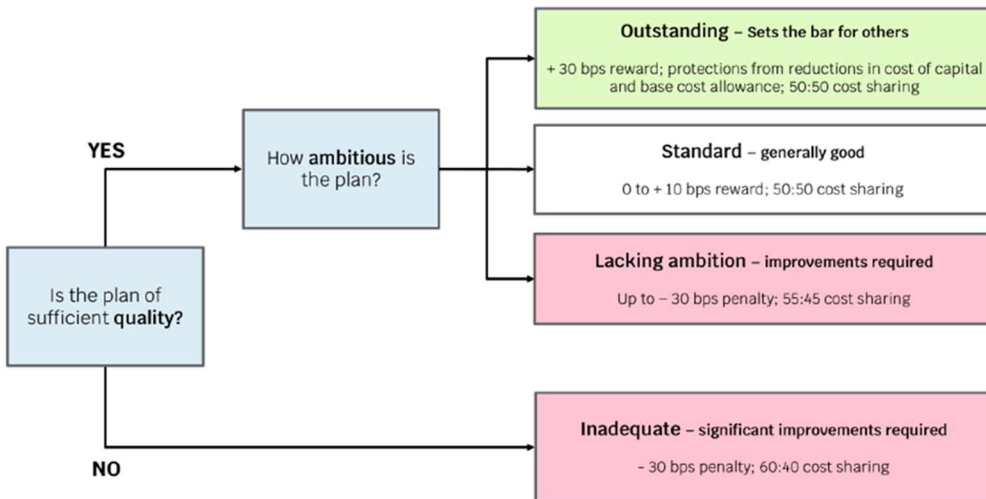 Is the plan of
sufficient quality?
YES
NO
How ambitious is
the plan?
Outstanding – Sets the bar for others
+ 30 bps reward; protections from reductions in cost of capital
and base cost allowance; 50:50 cost sharing
Standard – generally good
0 to + 10 bps reward; 50:50 cost sharing
Lacking ambition – improvements required
Up to – 30 bps penalty; 55:45 cost sharing
Inadequate – significant improvements required
- 30 bps penalty; 60:40 cost sharing